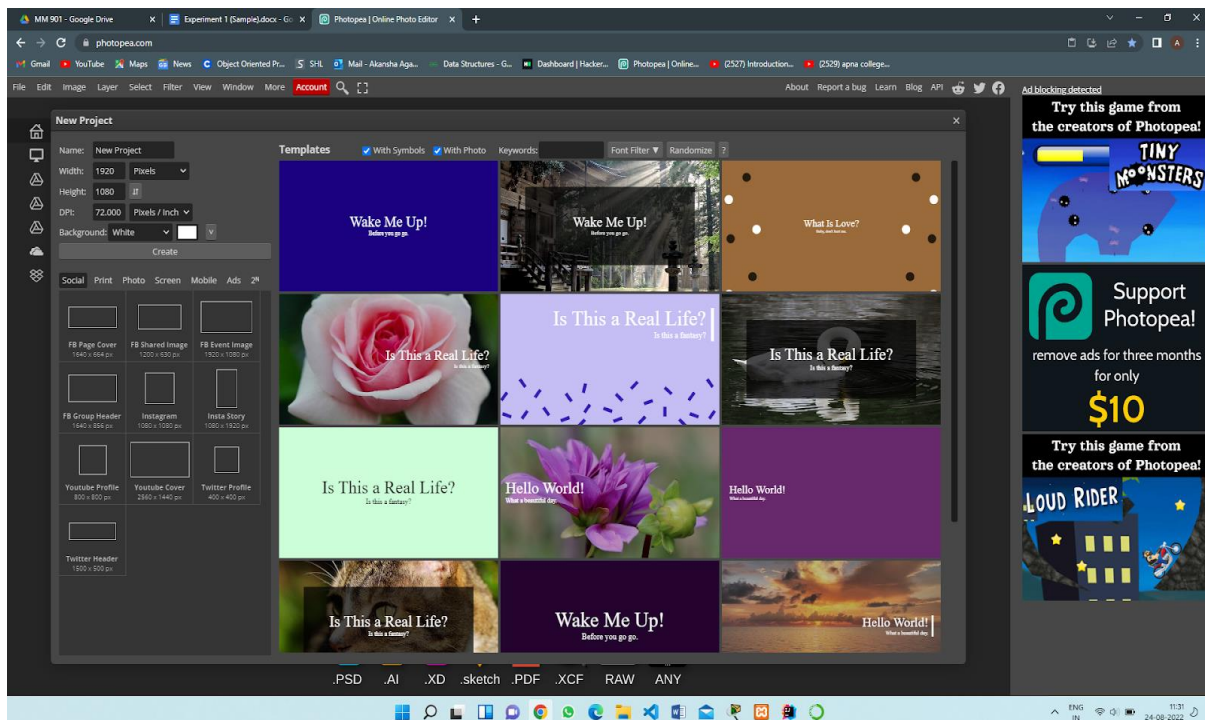 MM 901 - Google Drive
Experiment 1 (Sample).docx - Go
Photopea | Online Photo Editor
photopea.com
Gmail YouTube Maps News Object Oriented Pr... SHL Mail - Akansha Aga... Data Structures - G... Dashboard | Hacker... Photopea | Online... (2527) Introduction... (2529) apna college...
File Edit Image Layer Select Filter View Window More Account
About Report a bug Learn Blog API
Ad blocking detected
New Project
Name: New Project
Width: 1920 Pixels
Height: 1080
DPI: 72.000 Pixels / Inch
Background: White
Create
Social Print Photo Screen Mobile Ads 2ᴺ
FB Page Cover
1640 x 664 px
FB Shared Image
1200 x 630 px
FB Event Image
1920 x 1080 px
FB Group Header
1640 x 856 px
Instagram
1080 x 1080 px
Insta Story
1080 x 1920 px
Youtube Profile
800 x 800 px
Youtube Cover
2560 x 1440 px
Twitter Profile
400 x 400 px
Twitter Header
1500 x 500 px
Templates With Symbols With Photo Keywords: Font Filter ▼ Randomize ?
Wake Me Up!
Before you go go.
Wake Me Up!
Before you go go.
What Is Love?
Baby, don't hurt me.
Is This a Real Life?
Is this a fantasy?
Is This a Real Life?
Is this a fantasy?
Is This a Real Life?
Is this a fantasy?
Is This a Real Life?
Is this a fantasy?
Hello World!
What a beautiful day.
Hello World!
What a beautiful day.
Is This a Real Life?
Is this a fantasy?
Wake Me Up!
Before you go go.
Hello World!
What a beautiful day.
.PSD .AI .XD .sketch .PDF .XCF RAW ANY
Try this game from
the creators of Photopea!
TINY
MOONSTERS
Support
Photopea!
remove ads for three months
for only
$10
Try this game from
the creators of Photopea!
LOUD RIDER
ENG
IN
11:31
24-08-2022